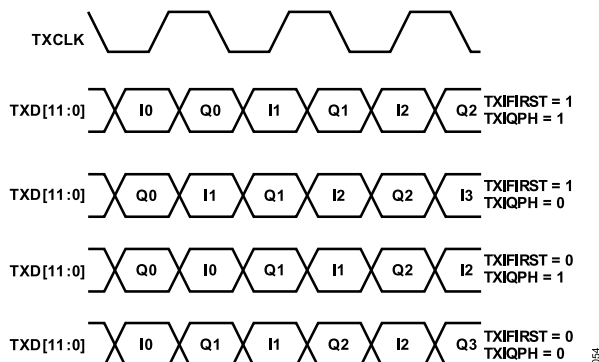 TXCLK
TXD[11:0] I0 Q0 I1 Q1 I2 Q2 TXIFIRST = 1
TXIQPH = 1
TXD[11:0] Q0 I1 Q1 I2 Q2 I3 TXIFIRST = 1
TXIQPH = 0
TXD[11:0] Q0 I0 Q1 I1 Q2 I2 TXIFIRST = 0
TXIQPH = 1
TXD[11:0] I0 Q1 I1 Q2 I2 Q3 TXIFIRST = 0
TXIQPH = 0
054